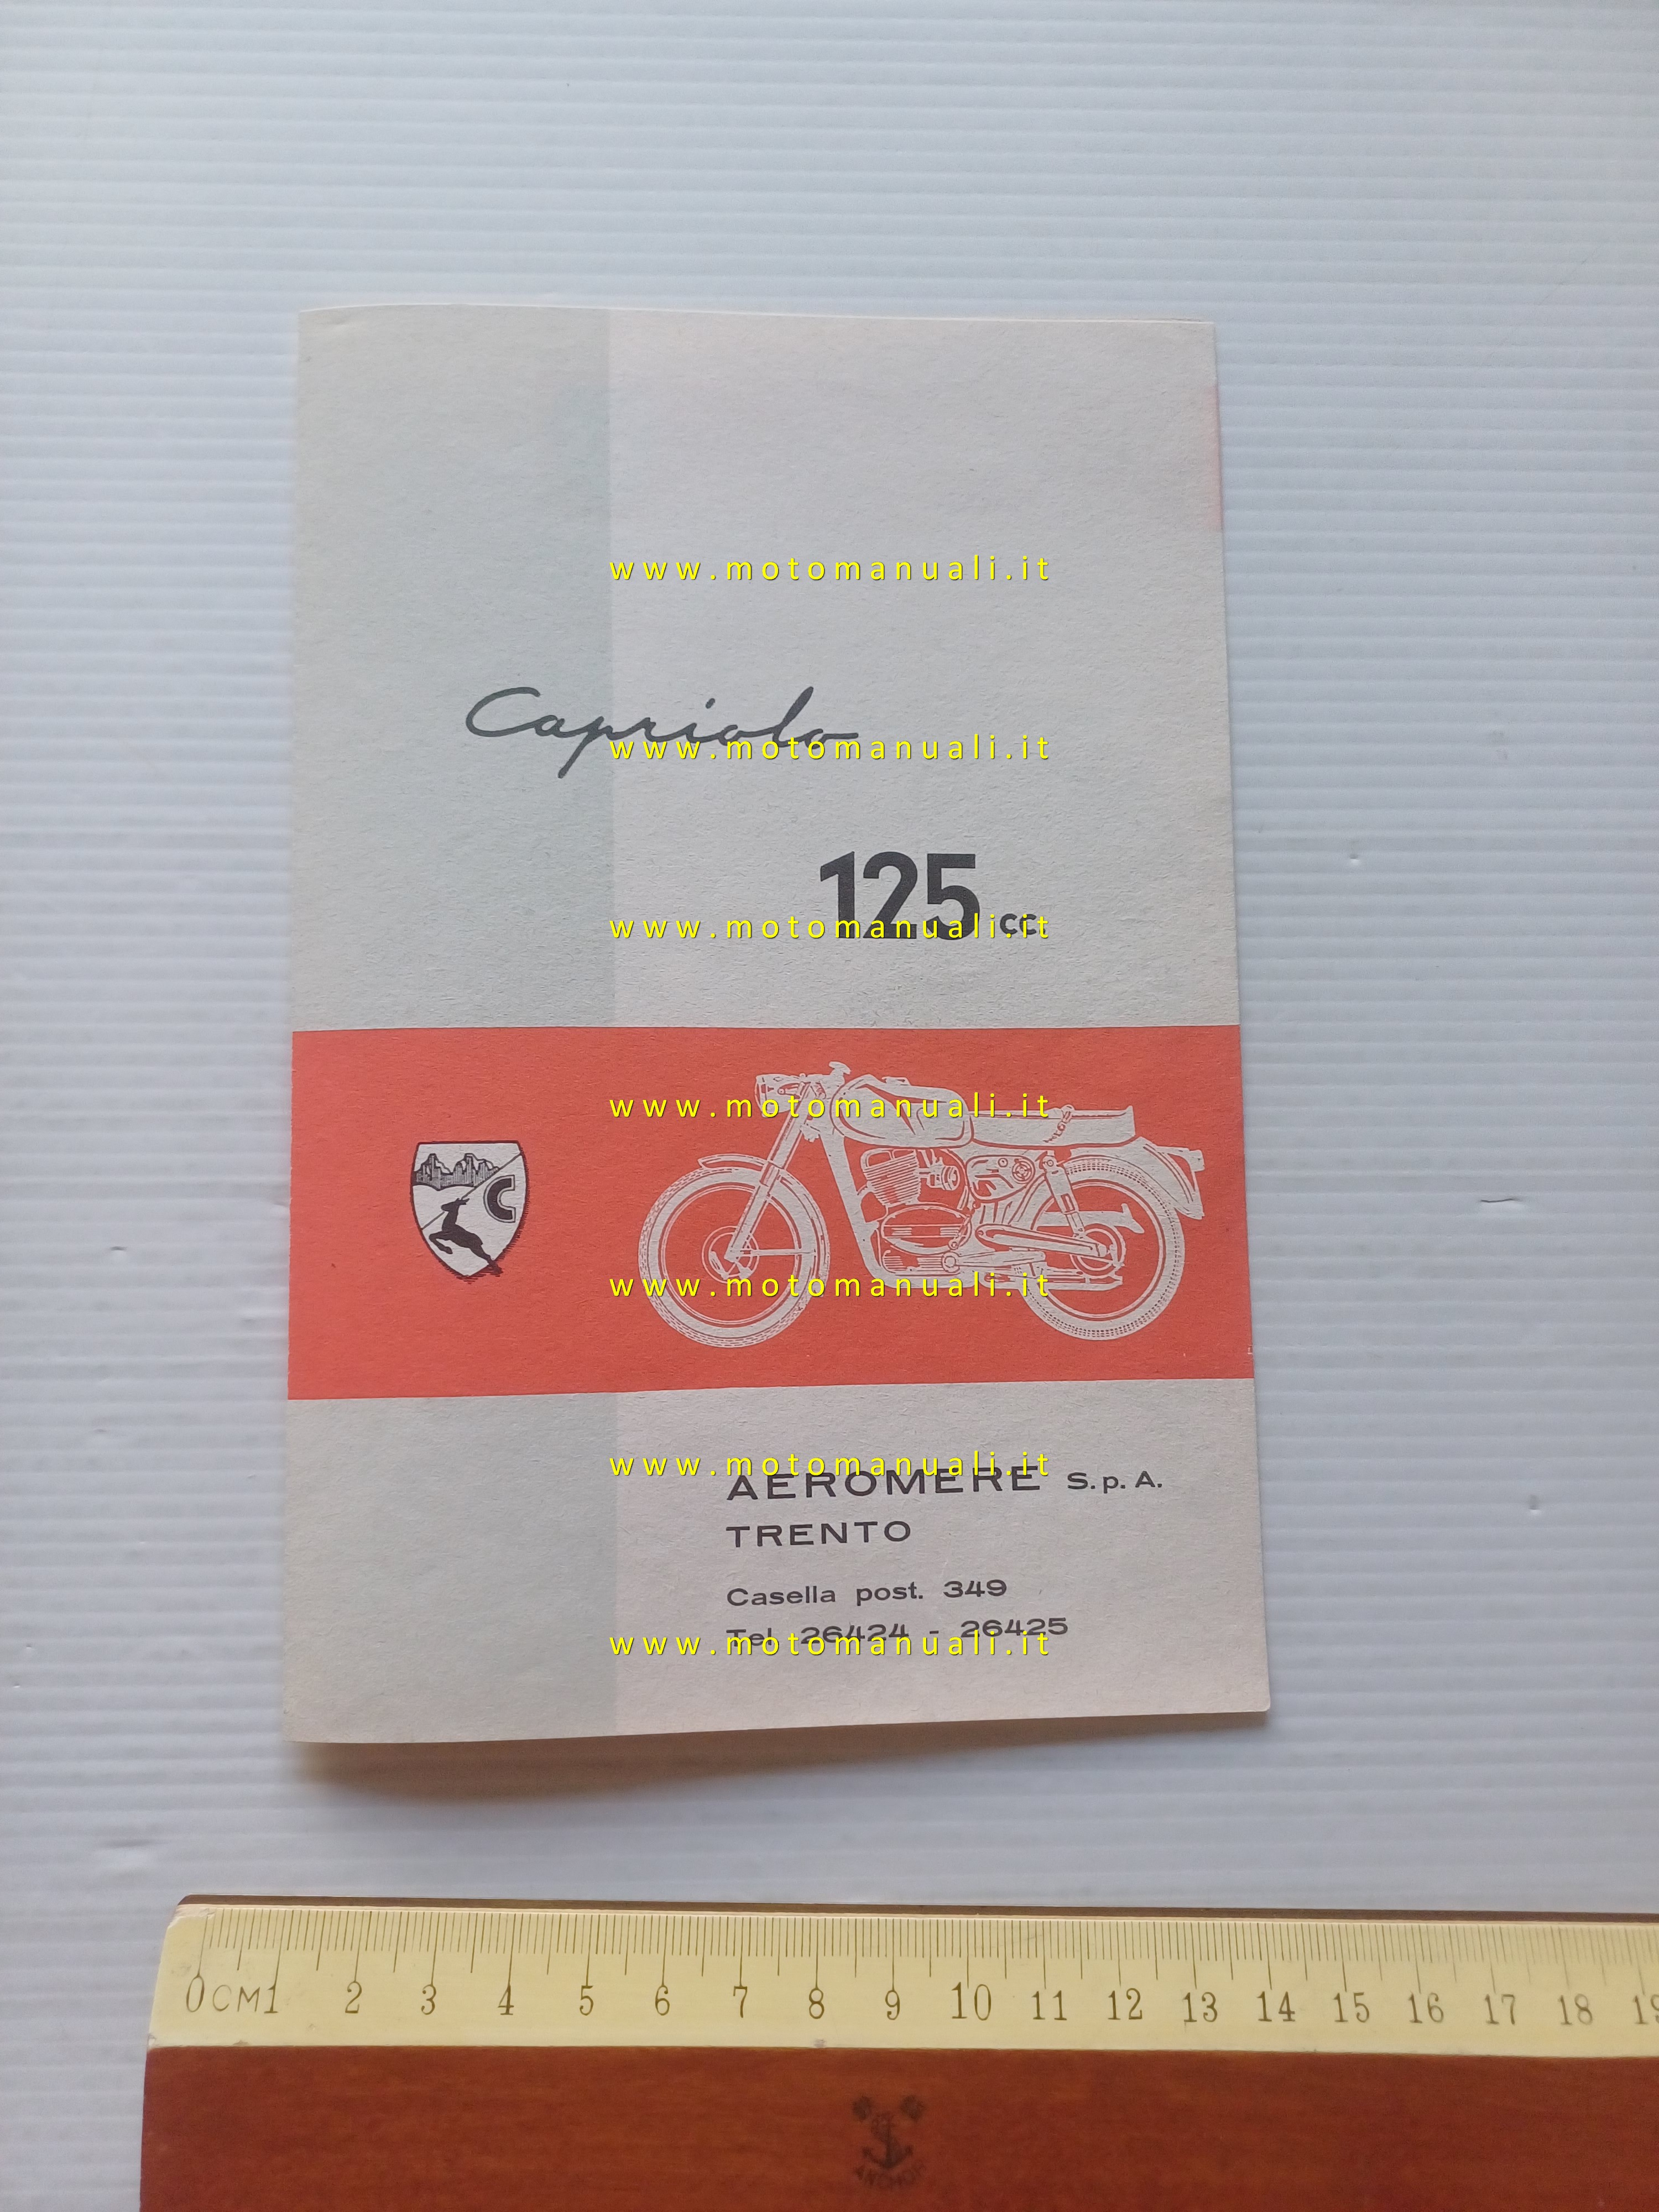 www.motomanuali.it
Capriolo
www.motomanuali.it
125 cc
www.motomanuali.it
www.motomanuali.it
C
www.motomanuali.it
www.motomanuali.it
AEROMERE S.p.A.
TRENTO
Casella post. 349
Tel 26424 - 26425
www.motomanuali.it
0 CM 1 2 3 4 5 6 7 8 9 10 11 12 13 14 15 16 17 18 19
ANCHOR